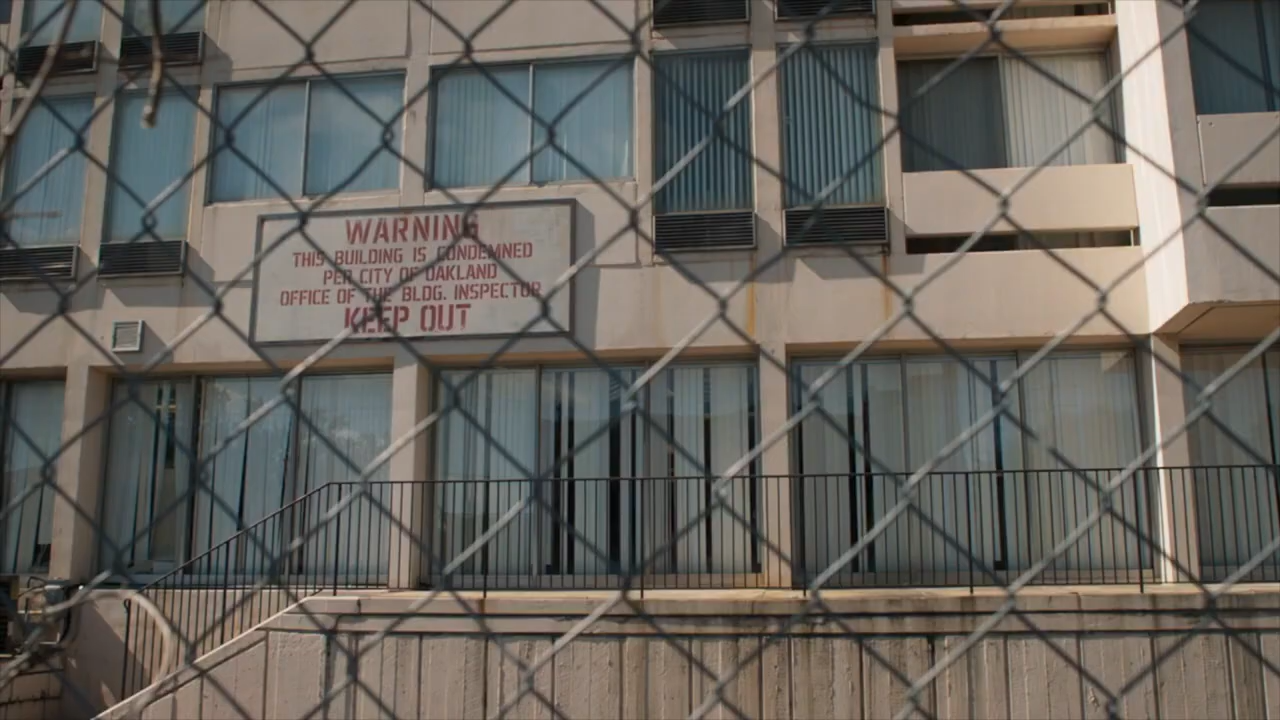 WARNING
THIS BUILDING IS CONDEMNED
PER CITY OF OAKLAND
OFFICE OF THE BLDG. INSPECTOR
KEEP OUT